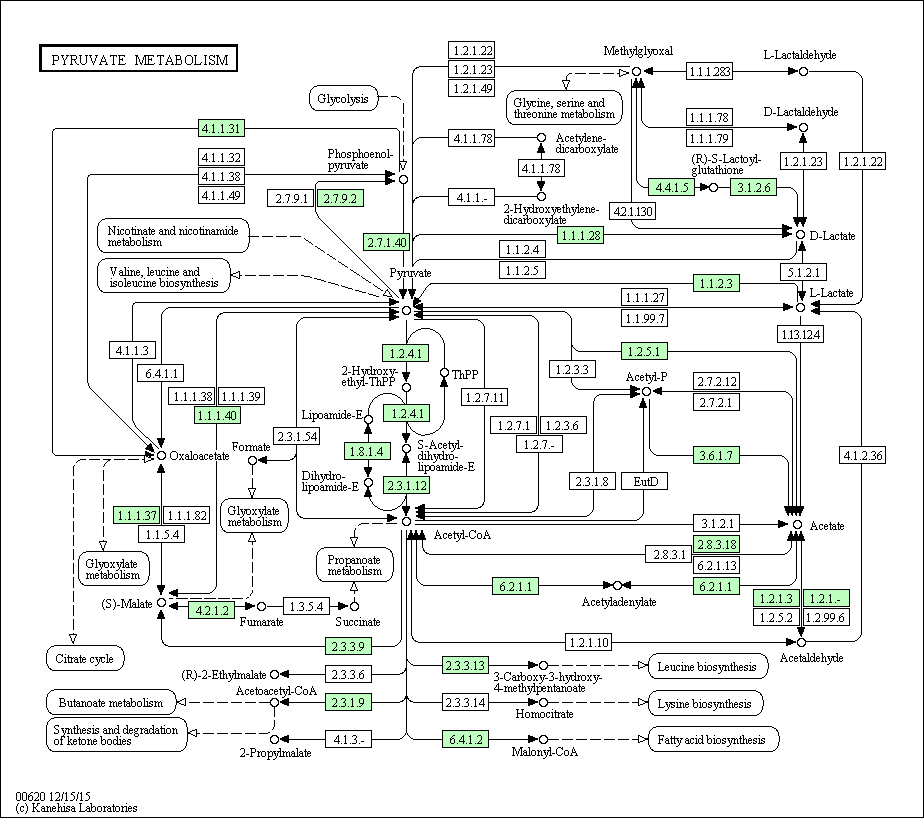 PYRUVATE METABOLISM
1.2.1.22
1.2.1.23
1.2.1.49
Methylglyoxal
1.1.1.283
L-Lactaldehyde
Glycolysis
Glycine, serine and
threonine metabolism
1.1.1.78
1.1.1.79
D-Lactaldehyde
4.1.1.31
4.1.1.32
4.1.1.38
4.1.1.49
Phosphoenol-
pyruvate
4.1.1.78
Acetylene-
dicarboxylate
4.1.1.78
(R)-S-Lactoyl-
glutathione
1.2.1.23
1.2.1.22
2.7.9.1
2.7.9.2
4.1.1.-
2-Hydroxyethylene-
dicarboxylate
4.4.1.5
3.1.2.6
4.2.1.130
Nicotinate and nicotinamide
metabolism
2.7.1.40
1.1.1.28
D-Lactate
1.1.2.4
1.1.2.5
Valine, leucine and
isoleucine biosynthesis
Pyruvate
5.1.2.1
1.1.2.3
L-Lactate
1.1.1.27
1.1.99.7
1.13.12.4
4.1.1.3
6.4.1.1
1.2.4.1
2-Hydroxy-
ethyl-ThPP
ThPP
1.2.5.1
1.2.3.3
Acetyl-P
2.7.2.12
2.7.2.1
1.1.1.38
1.1.1.39
1.1.1.40
Lipoamide-E
1.2.4.1
1.2.7.11
1.2.7.1
1.2.3.6
1.2.7.-
2.3.1.54
Formate
Oxaloacetate
1.8.1.4
S-Acetyl-
dihydro-
lipoamide-E
3.6.1.7
4.1.2.36
Dihydro-
lipoamide-E
2.3.1.12
2.3.1.8
EutD
1.1.1.37
1.1.1.82
1.1.5.4
Glyoxylate
metabolism
Acetyl-CoA
3.1.2.1
Acetate
Glyoxylate
metabolism
Propanoate
metabolism
2.8.3.18
2.8.3.1
6.2.1.13
6.2.1.1
Acetyladenylate
6.2.1.1
(S)-Malate
4.2.1.2
Fumarate
1.3.5.4
Succinate
1.2.1.3
1.2.1.-
1.2.5.2
1.2.99.6
2.3.3.9
1.2.1.10
Acetaldehyde
Citrate cycle
(R)-2-Ethylmalate
2.3.3.6
2.3.3.13
3-Carboxy-3-hydroxy-
4-methylpentanoate
Leucine biosynthesis
Butanoate metabolism
Acetoacetyl-CoA
2.3.1.9
2.3.3.14
Homocitrate
Lysine biosynthesis
Synthesis and degradation
of ketone bodies
2-Propylmalate
4.1.3.-
6.4.1.2
Malonyl-CoA
Fatty acid biosynthesis
00620 12/15/15
(c) Kanehisa Laboratories